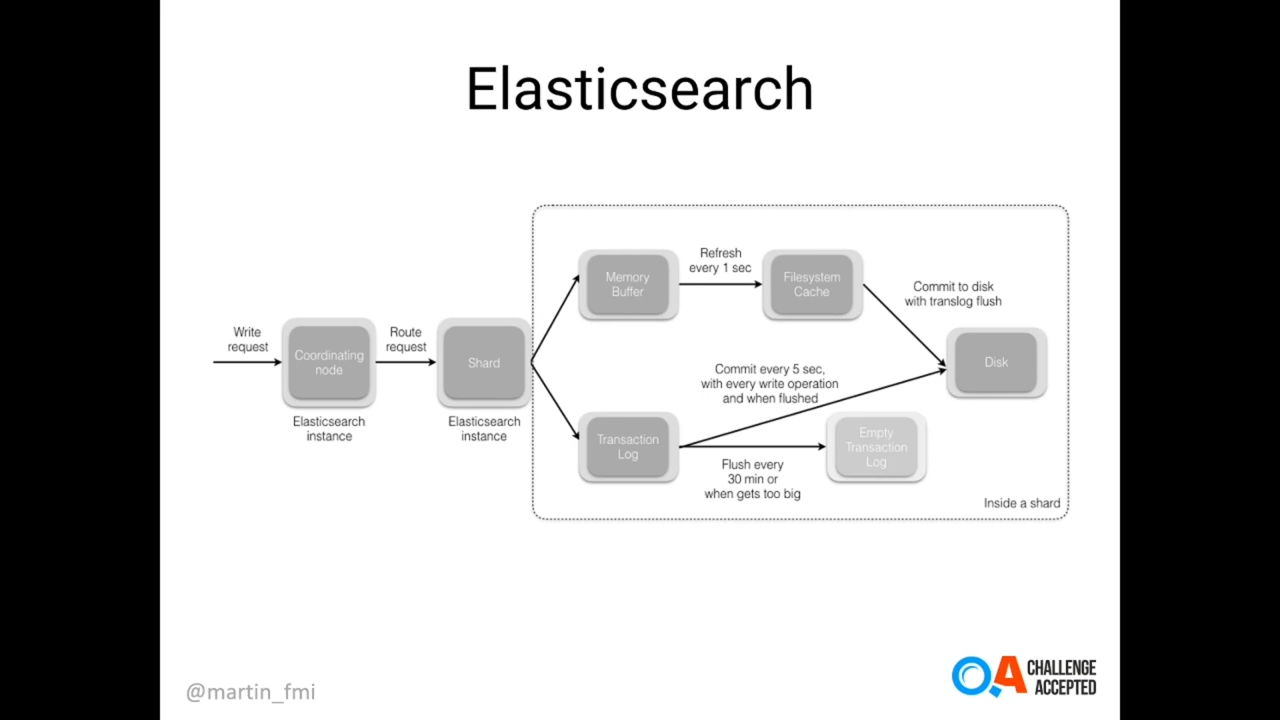 Elasticsearch
Write
request
Coordinating
node
Elasticsearch
instance
Route
request
Shard
Elasticsearch
instance
Memory
Buffer
Refresh
every 1 sec
Filesystem
Cache
Commit to disk
with translog flush
Disk
Commit every 5 sec,
with every write operation
and when flushed
Transaction
Log
Flush every
30 min or
when gets too big
Empty
Transaction
Log
Inside a shard
@martin_fmi
QA CHALLENGE
ACCEPTED